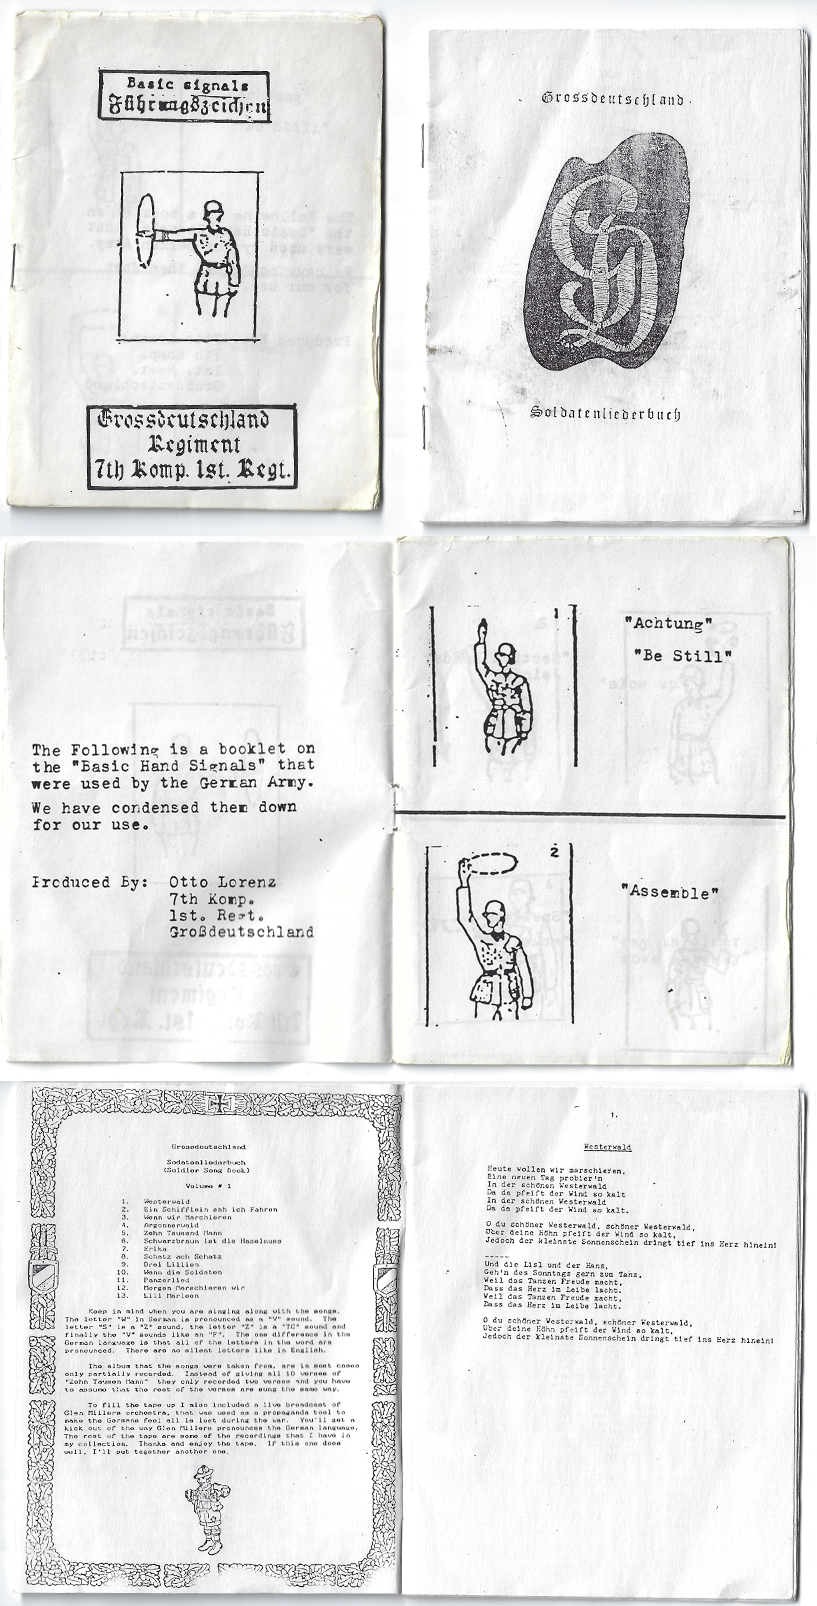 Basic signals
Führungszeichen
Grossdeutschland
Regiment
7th Komp. 1st. Regt.
Grossdeutschland
GD
Soldatenliederbuch
The Following is a booklet on
the "Basic Hand Signals" that
were used by the German Army.
We have condensed them down
for our use.
Produced By: Otto Lorenz
7th Komp.
1st. Regt.
Großdeutschland
1
"Achtung"
"Be Still"
2
"Assemble"
Grossdeutschland
Sodatenliederbuch
(Soldier Song Book)
Volume # 1
1. Westerwald
2. Ein Schifflein sah ich Fahren
3. Wenn wir Marchieren
4. Argonnerwald
5. Zehn Tausend Mann
6. Schwarzbraun ist die Haselnuss
7. Erika
8. Schatz ach Schatz
9. Drei Lilien
10. Wenn die Soldaten
11. Panzerlied
12. Morgen Marschieren wir
13. Lili Marleen
Keep in mind when you are singing along with the songs.
The letter "W" in German is pronounced as a "V" sound. The
letter "S" is a "Z" sound, the letter "Z" is a "TC" sound and
finally the "V" sounds like an "F". The one difference in the
German language is that all of the letters in the word are
pronounced. There are no silent letters like in English.
The album that the songs were taken from, are in most cases
only partially recorded. Instead of giving all 10 verses of
"Zehn Tausen Mann" they only recorded two verses and you have
to assume that the rest of the verses are sung the same way.
To fill the tape up I also included a live broadcast of
Glen Millers orchestra, that was used as a propaganda tool to
make the Germans feel all is lost during the war. You'll get a
kick out of the way Glen Millers pronounces the German language.
The rest of the tape are some of the recordings that I have in
my collection. Thanks and enjoy the tape. If this one does
well, I'll put together another one.
1.
Westerwald
Heute wollen wir marschieren,
Eine neuen Tag probier'n
In der schönen Westerwald
Da da pfeift der Wind so kalt
In der schönen Westerwald
Da da pfeift der Wind so kalt.
O du schöner Westerwald, schöner Westerwald,
Über deine Höhn pfeift der Wind so kalt,
Jedoch der kleinste Sonnenschein dringt tief ins Herz hinein!
-----
Und die Lisl und der Hans,
Geh'n des Sonntags gern zum Tanz,
Weil das Tanzen Freude macht,
Dass das Herz im Leibe lacht.
Weil das Tanzen Freude macht,
Dass das Herz im Leibe lacht.
O du schöner Westerwald, schöner Westerwald,
Über deine Höhn pfeift der Wind so kalt,
Jedoch der kleinste Sonnenschein dringt tief ins Herz hinein!